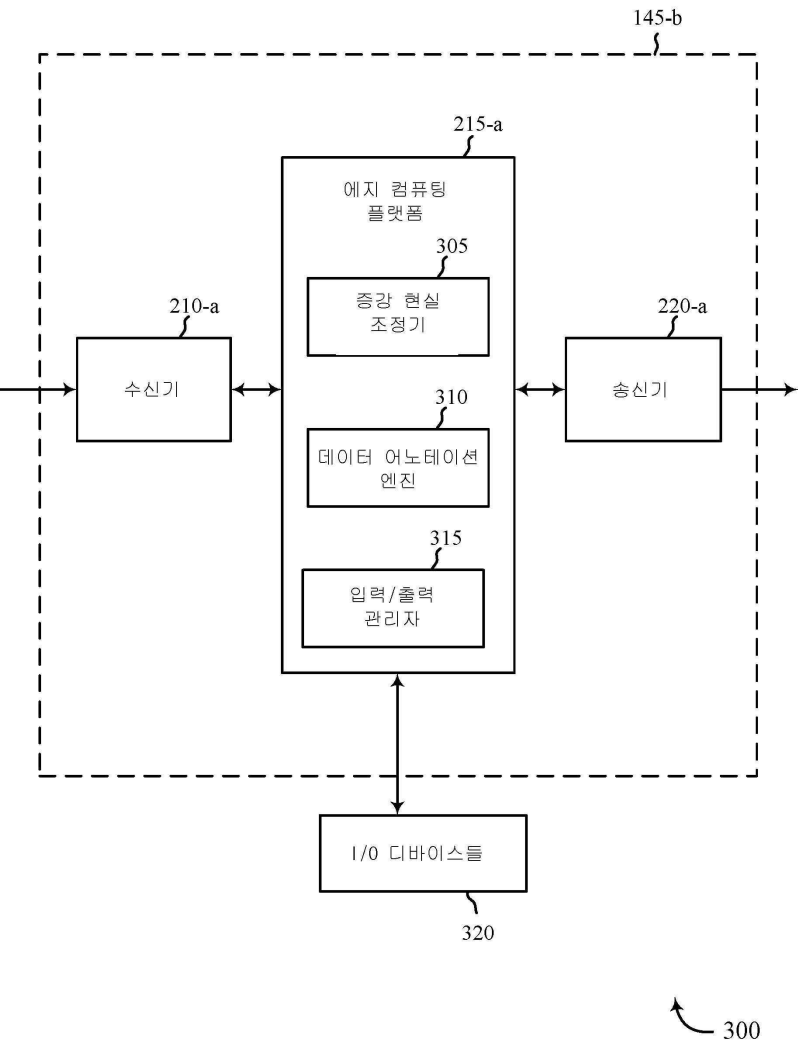 145-b
215-a
에지 컴퓨팅
플랫폼
305
증강 현실
조정기
210-a
수신기
220-a
송신기
310
데이터 어노테이션
엔진
315
입력/출력
관리자
I/O 디바이스들
320
300